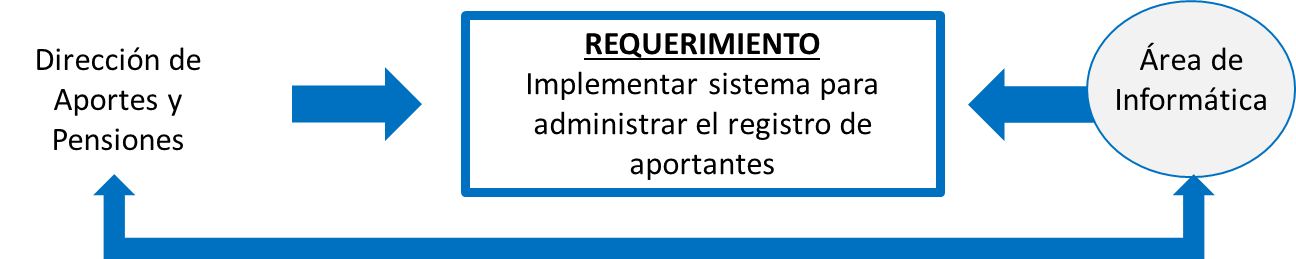 Dirección de
Aportes y
Pensiones
REQUERIMIENTO
Implementar sistema para
administrar el registro de
aportantes
Área de
Informática